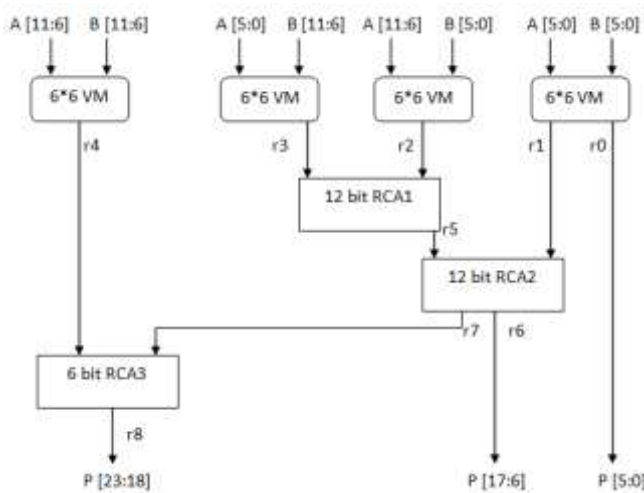 A [11:6] B [11:6] A [5:0] B [11:6] A [11:6] B [5:0] A [5:0] B [5:0]
6*6 VM 6*6 VM 6*6 VM 6*6 VM
r4 r3 r2 r1 r0
12 bit RCA1
r5
12 bit RCA2
r7 r6
6 bit RCA3
r8
P [23:18] P [17:6] P [5:0]